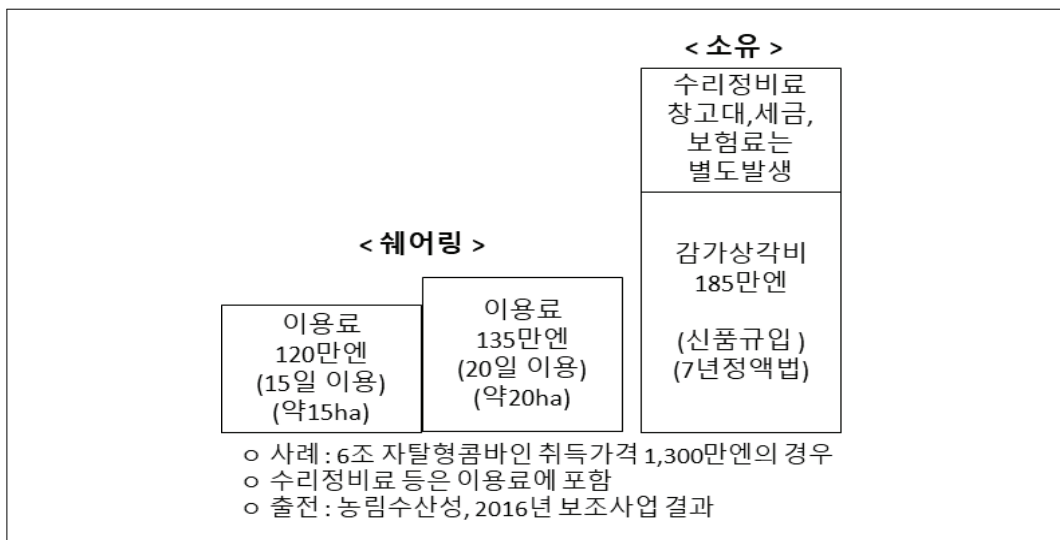 < 소유 >
수리정비료
창고대,세금,
보험료는
별도발생
감가상각비
185만엔
(신품규입 )
(7년정액법)
< 쉐어링 >
이용료
120만엔
(15일 이용)
(약15ha)
이용료
135만엔
(20일 이용)
(약20ha)
ㅇ 사례 : 6조 자탈형콤바인 취득가격 1,300만엔의 경우
ㅇ 수리정비료 등은 이용료에 포함
ㅇ 출전 : 농림수산성, 2016년 보조사업 결과